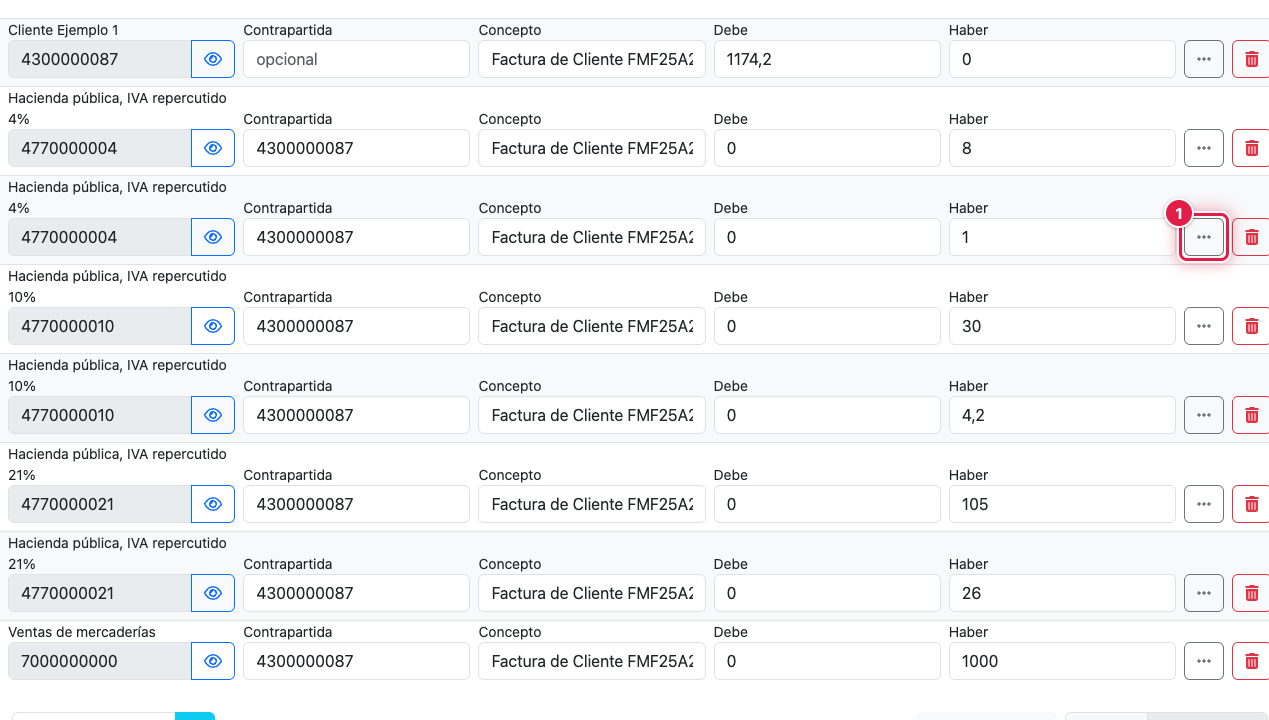 Cliente Ejemplo 1 Contrapartida Concepto Debe Haber
4300000087 opcional Factura de Cliente FMF25A2 1174,2 0
Hacienda pública, IVA repercutido
4% Contrapartida Concepto Debe Haber
4770000004 4300000087 Factura de Cliente FMF25A2 0 8
Hacienda pública, IVA repercutido
4% Contrapartida Concepto Debe Haber
1
4770000004 4300000087 Factura de Cliente FMF25A2 0 1
Hacienda pública, IVA repercutido
10% Contrapartida Concepto Debe Haber
4770000010 4300000087 Factura de Cliente FMF25A2 0 30
Hacienda pública, IVA repercutido
10% Contrapartida Concepto Debe Haber
4770000010 4300000087 Factura de Cliente FMF25A2 0 4,2
Hacienda pública, IVA repercutido
21% Contrapartida Concepto Debe Haber
4770000021 4300000087 Factura de Cliente FMF25A2 0 105
Hacienda pública, IVA repercutido
21% Contrapartida Concepto Debe Haber
4770000021 4300000087 Factura de Cliente FMF25A2 0 26
Ventas de mercaderías Contrapartida Concepto Debe Haber
7000000000 4300000087 Factura de Cliente FMF25A2 0 1000